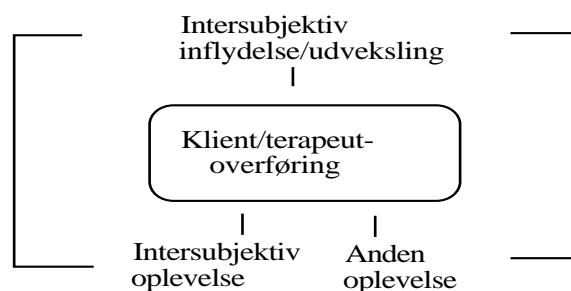 Intersubjektiv
inflydelse/udveksling
Klient/terapeut-
overføring
Intersubjektiv
oplevelse
Anden
oplevelse